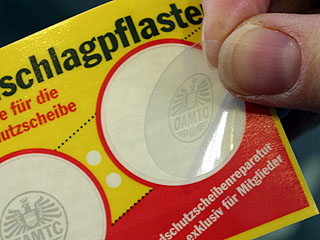 schlagpflaste
e für die
utzscheibe
ÖAMTC
ÖAMTC
dschutzscheibenreparatur
exklusiv für Mitglieder